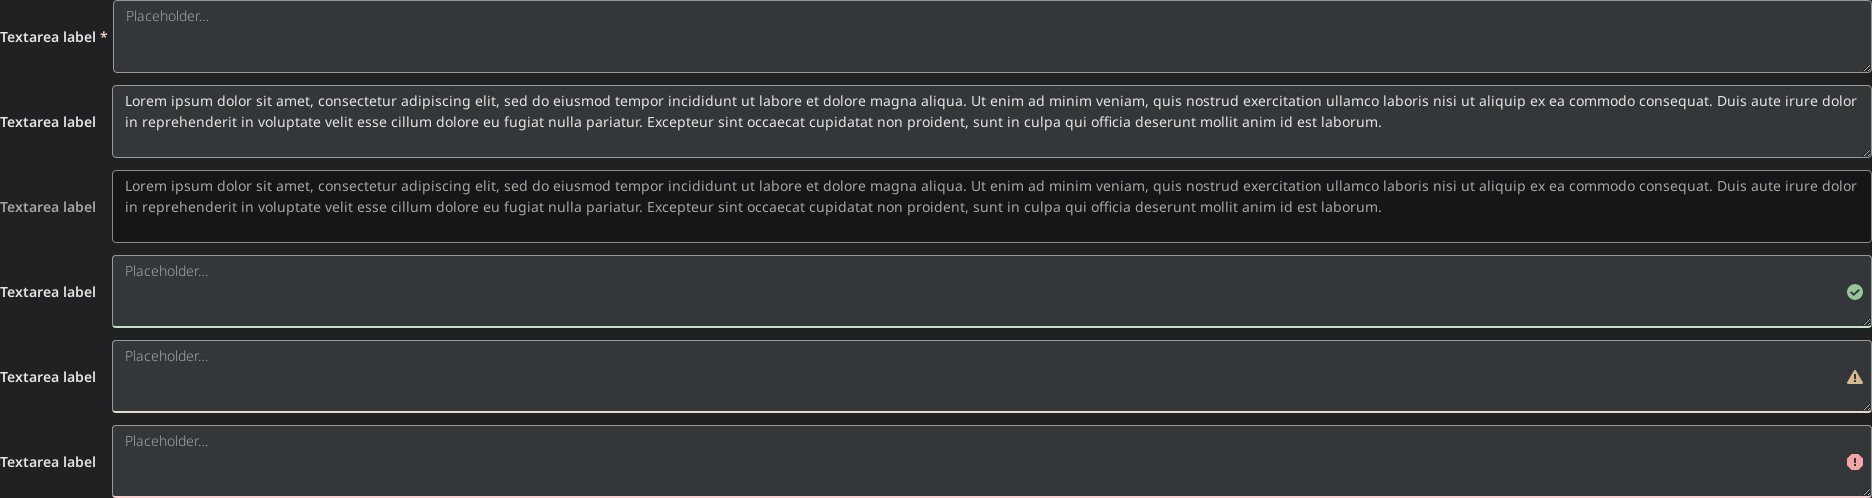 Placeholder...
Textarea label *
Lorem ipsum dolor sit amet, consectetur adipiscing elit, sed do eiusmod tempor incididunt ut labore et dolore magna aliqua. Ut enim ad minim veniam, quis nostrud exercitation ullamco laboris nisi ut aliquip ex ea commodo consequat. Duis aute irure dolor
Textarea label
in reprehenderit in voluptate velit esse cillum dolore eu fugiat nulla pariatur. Excepteur sint occaecat cupidatat non proident, sunt in culpa qui officia deserunt mollit anim id est laborum.
Lorem ipsum dolor sit amet, consectetur adipiscing elit, sed do eiusmod tempor incididunt ut labore et dolore magna aliqua. Ut enim ad minim veniam, quis nostrud exercitation ullamco laboris nisi ut aliquip ex ea commodo consequat. Duis aute irure dolor
Textarea label
in reprehenderit in voluptate velit esse cillum dolore eu fugiat nulla pariatur. Excepteur sint occaecat cupidatat non proident, sunt in culpa qui officia deserunt mollit anim id est laborum.
Placeholder...
Textarea label
Placeholder...
Textarea label
Placeholder...
Textarea label